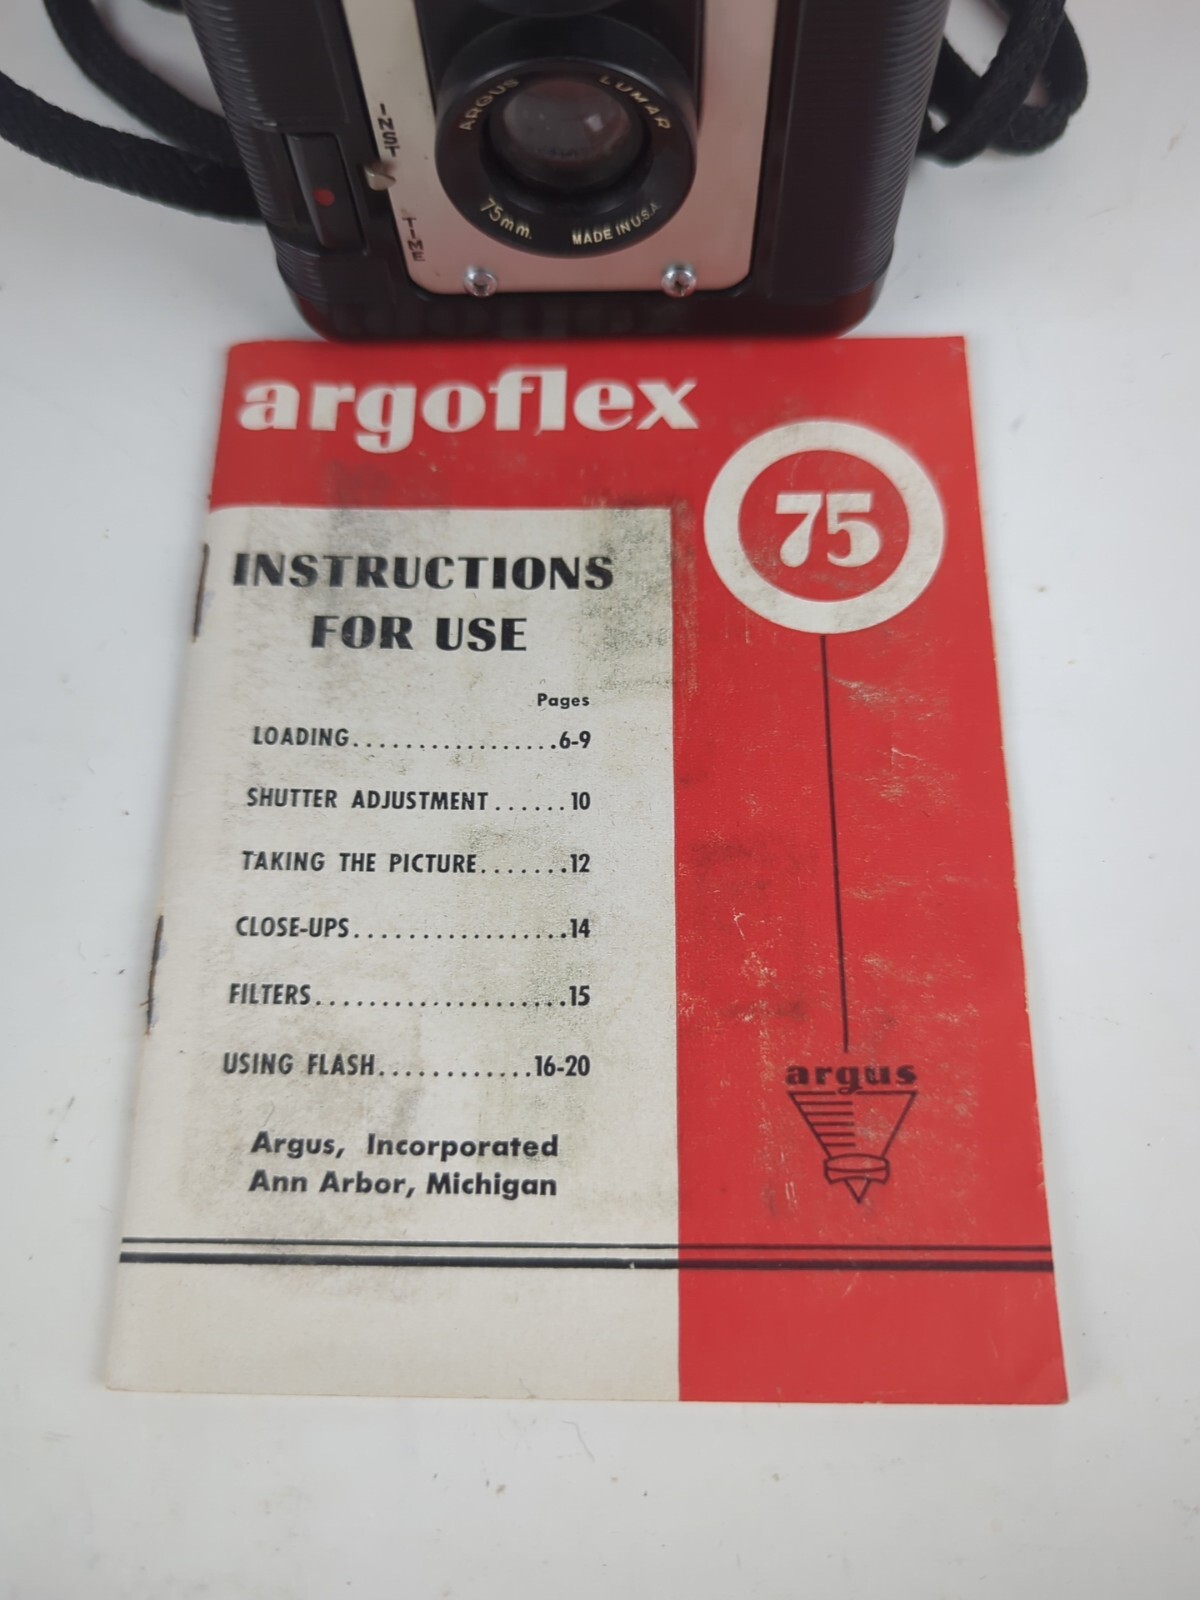 INST
TIME
ARGUS LUMAR
75mm. MADE IN U.S.A.
argoflex
75
INSTRUCTIONS
FOR USE
Pages
LOADING.................6-9
SHUTTER ADJUSTMENT......10
TAKING THE PICTURE.......12
CLOSE-UPS................14
FILTERS...................15
USING FLASH............16-20
Argus, Incorporated
Ann Arbor, Michigan
argus